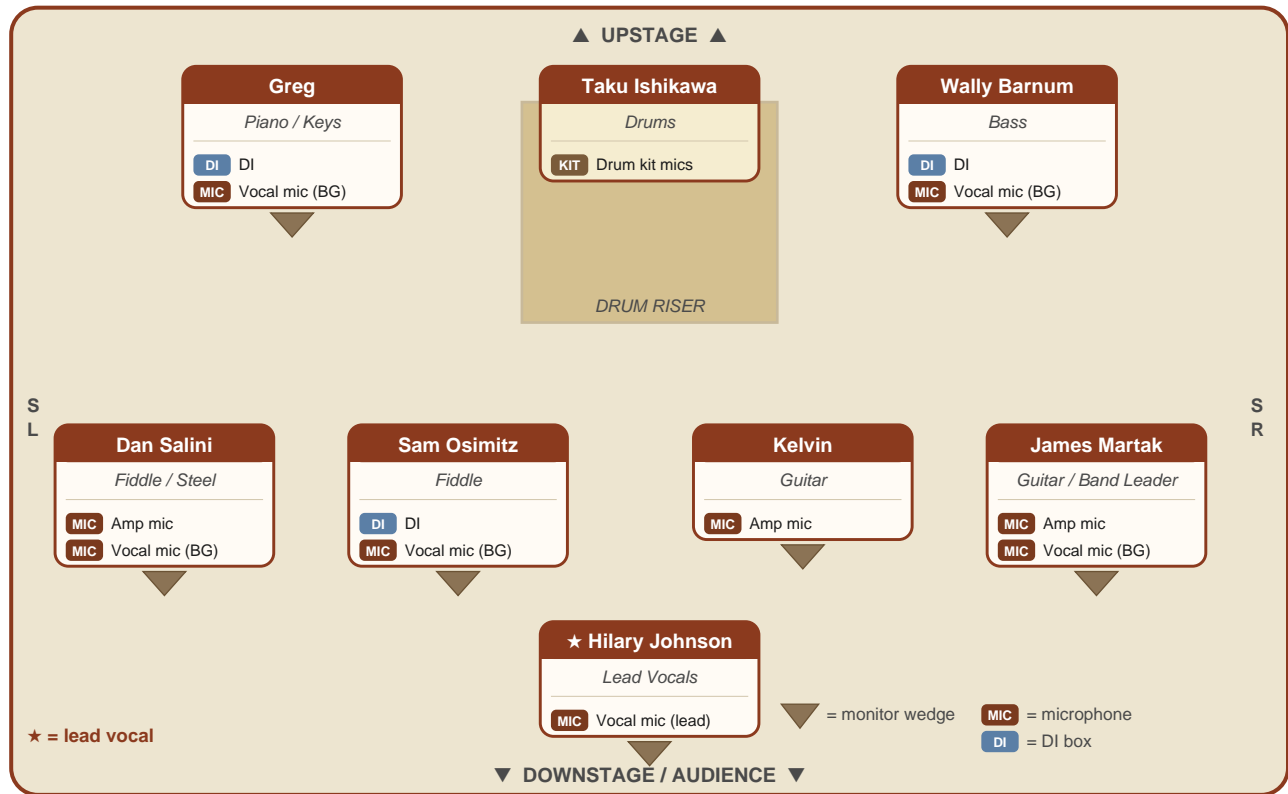 ▲ UPSTAGE ▲
Greg
Piano / Keys
DI DI
MIC Vocal mic (BG)
Taku Ishikawa
Drums
KIT Drum kit mics
DRUM RISER
Wally Barnum
Bass
DI DI
MIC Vocal mic (BG)
S
L
S
R
Dan Salini
Fiddle / Steel
MIC Amp mic
MIC Vocal mic (BG)
Sam Osimitz
Fiddle
DI DI
MIC Vocal mic (BG)
Kelvin
Guitar
MIC Amp mic
James Martak
Guitar / Band Leader
MIC Amp mic
MIC Vocal mic (BG)
★ Hilary Johnson
Lead Vocals
MIC Vocal mic (lead)
★ = lead vocal
= monitor wedge
MIC = microphone
DI = DI box
▼ DOWNSTAGE / AUDIENCE ▼